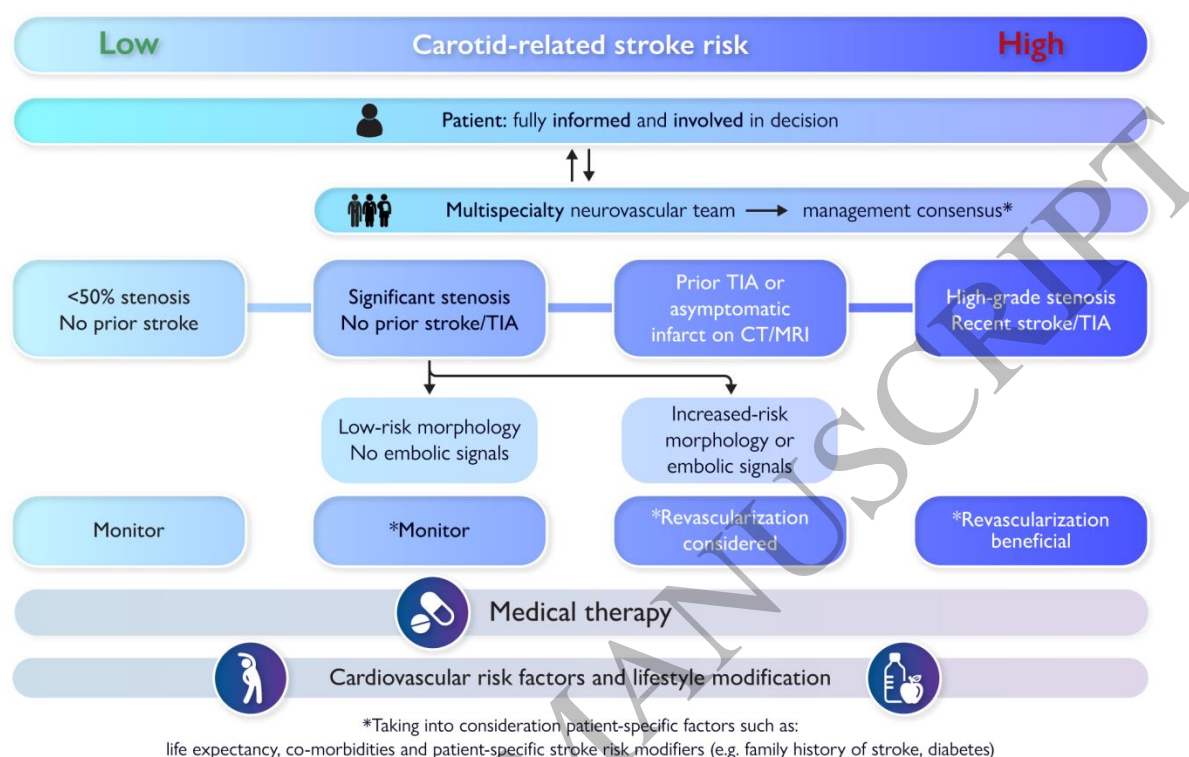 Low Carotid-related stroke risk High
Patient: fully informed and involved in decision
Multispecialty neurovascular team → management consensus*
<50% stenosis
No prior stroke
Significant stenosis
No prior stroke/TIA
Prior TIA or
asymptomatic
infarct on CT/MRI
High-grade stenosis
Recent stroke/TIA
Low-risk morphology
No embolic signals
Increased-risk
morphology or
embolic signals
Monitor
*Monitor
*Revascularization
considered
*Revascularization
beneficial
Medical therapy
Cardiovascular risk factors and lifestyle modification
*Taking into consideration patient-specific factors such as:
life expectancy, co-morbidities and patient-specific stroke risk modifiers (e.g. family history of stroke, diabetes)
MANUSCRIPT